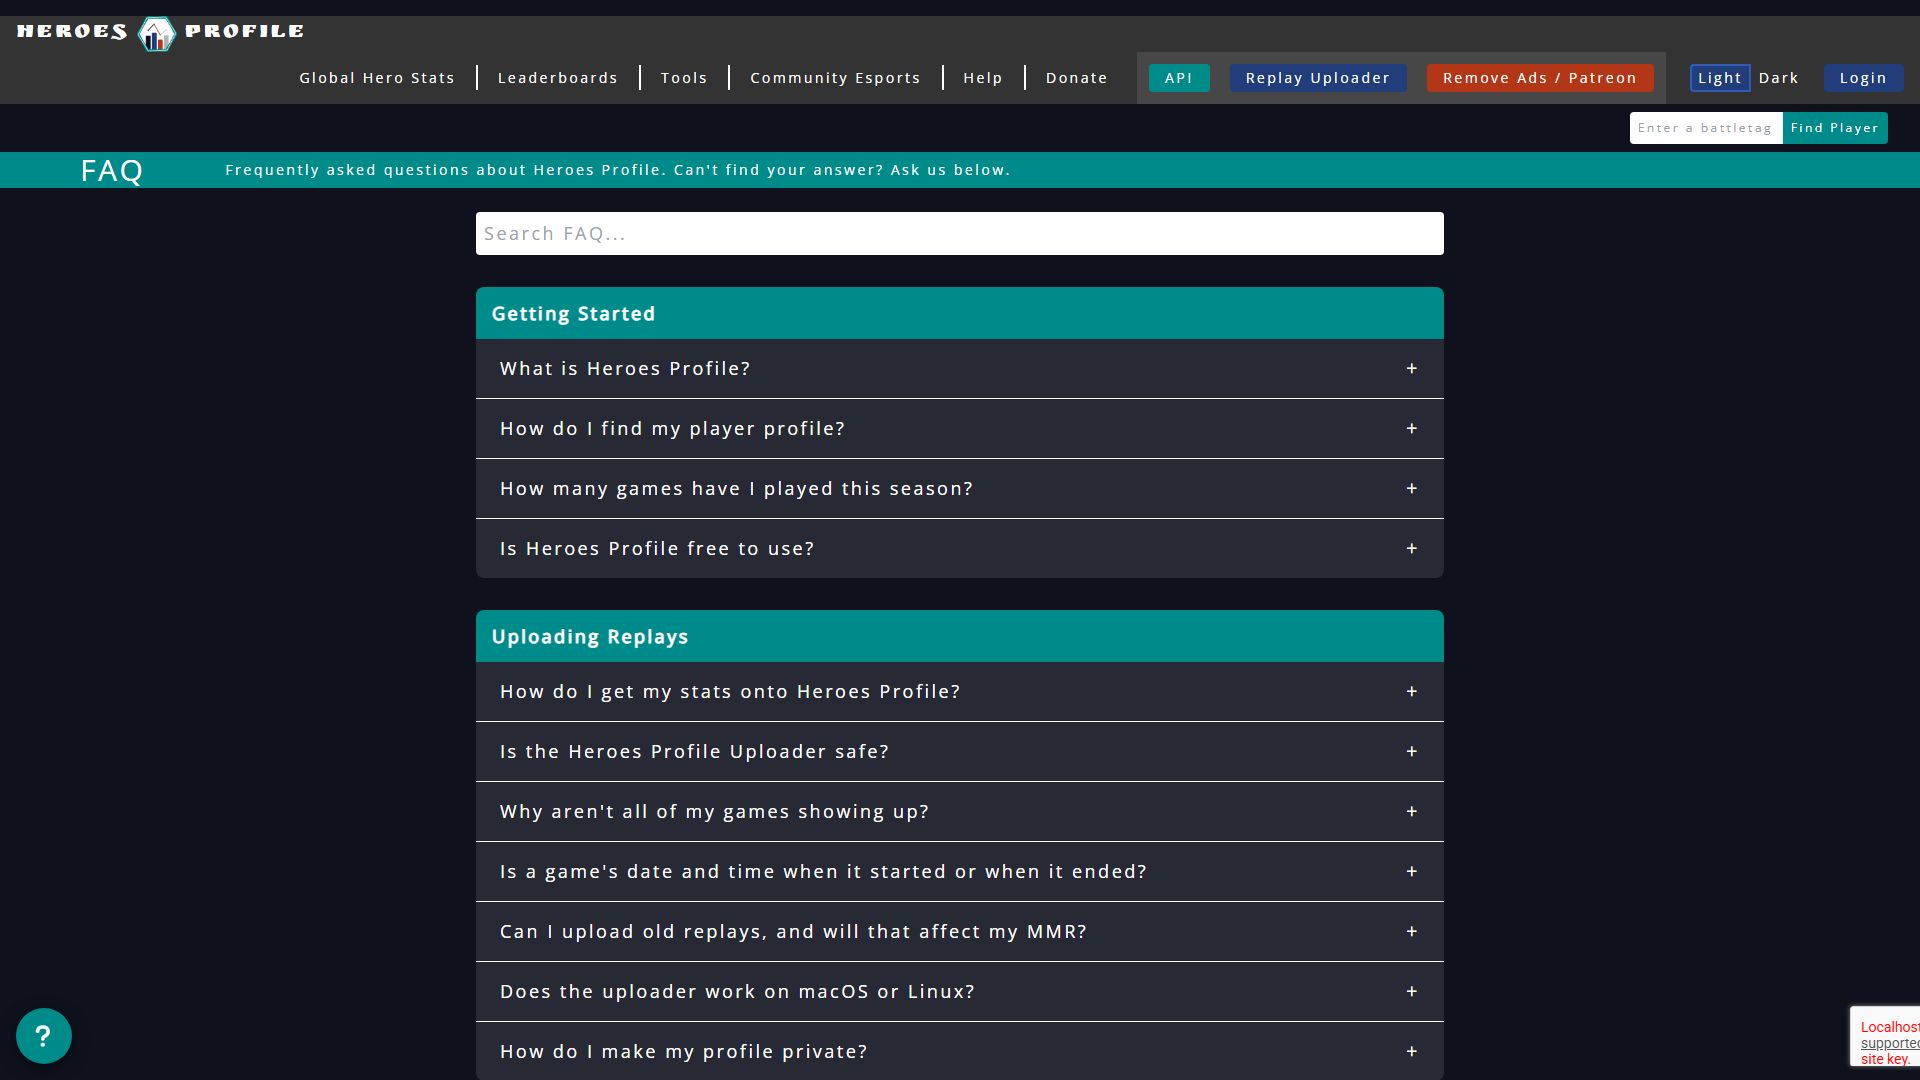 HEROES PROFILE
Global Hero Stats
Leaderboards
Tools
Community Esports
Help
Donate
API
Replay Uploader
Remove Ads / Patreon
Light
Dark
Login
Enter a battletag
Find Player
FAQ
Frequently asked questions about Heroes Profile. Can't find your answer? Ask us below.
Search FAQ...
Getting Started
What is Heroes Profile?
+
How do I find my player profile?
+
How many games have I played this season?
+
Is Heroes Profile free to use?
+
Uploading Replays
How do I get my stats onto Heroes Profile?
+
Is the Heroes Profile Uploader safe?
+
Why aren't all of my games showing up?
+
Is a game's date and time when it started or when it ended?
+
Can I upload old replays, and will that affect my MMR?
+
Does the uploader work on macOS or Linux?
+
How do I make my profile private?
+
?
Localhost
supported
site key.